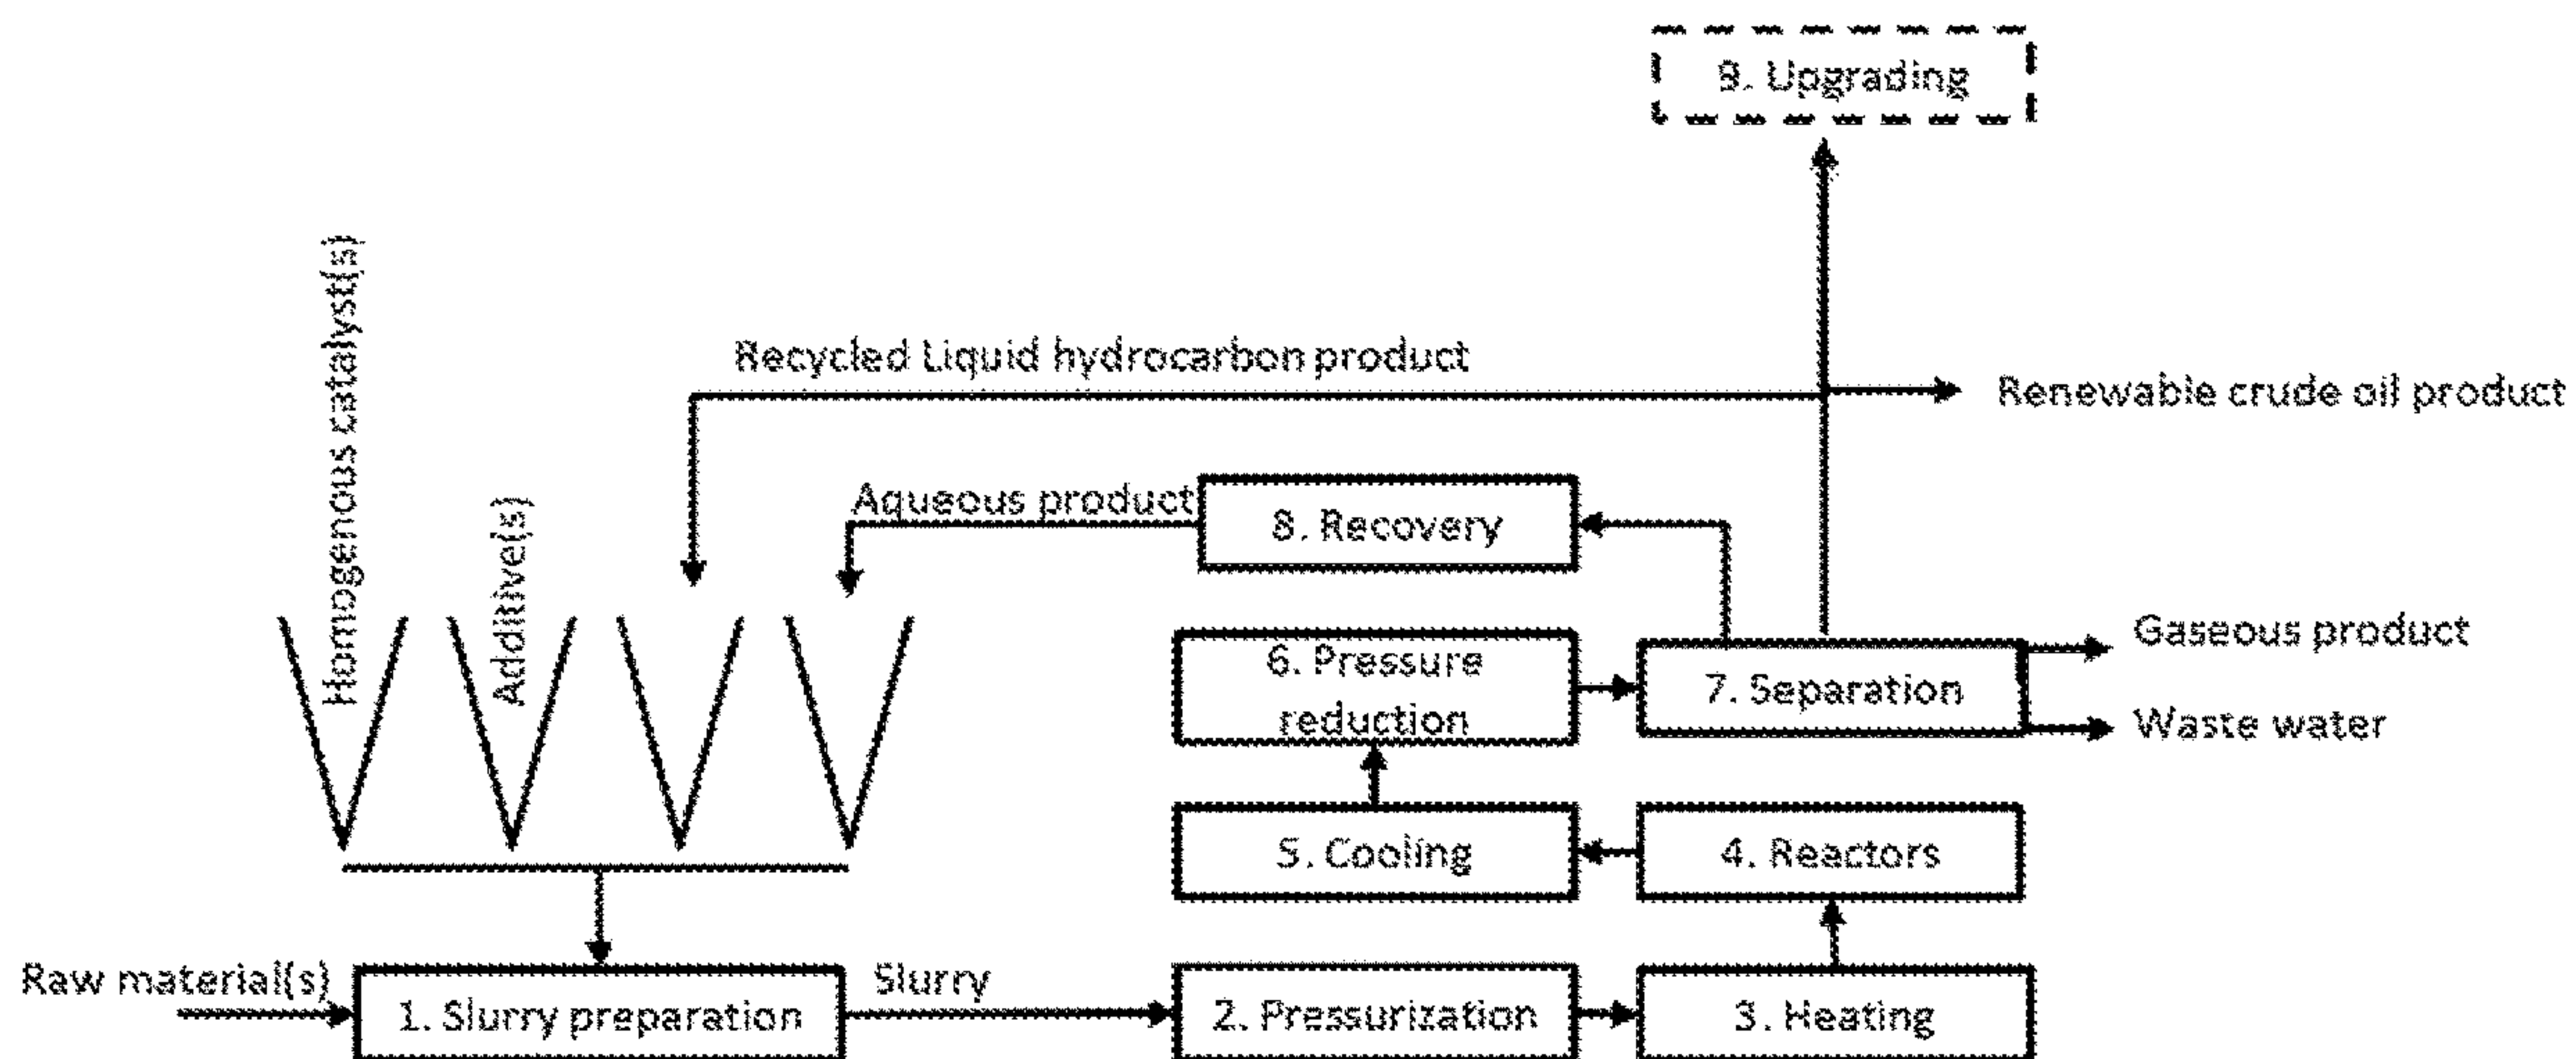 9. Upgrading
Homogenous catalyst(s)
Recycled Liquid hydrocarbon product
Renewable crude oil product
Additive(s)
Aqueous product
8. Recovery
6. Pressure
reduction
7. Separation
Gaseous product
Waste water
5. Cooling
4. Reactors
Raw material(s)
1. Slurry preparation
Slurry
2. Pressurization
3. Heating